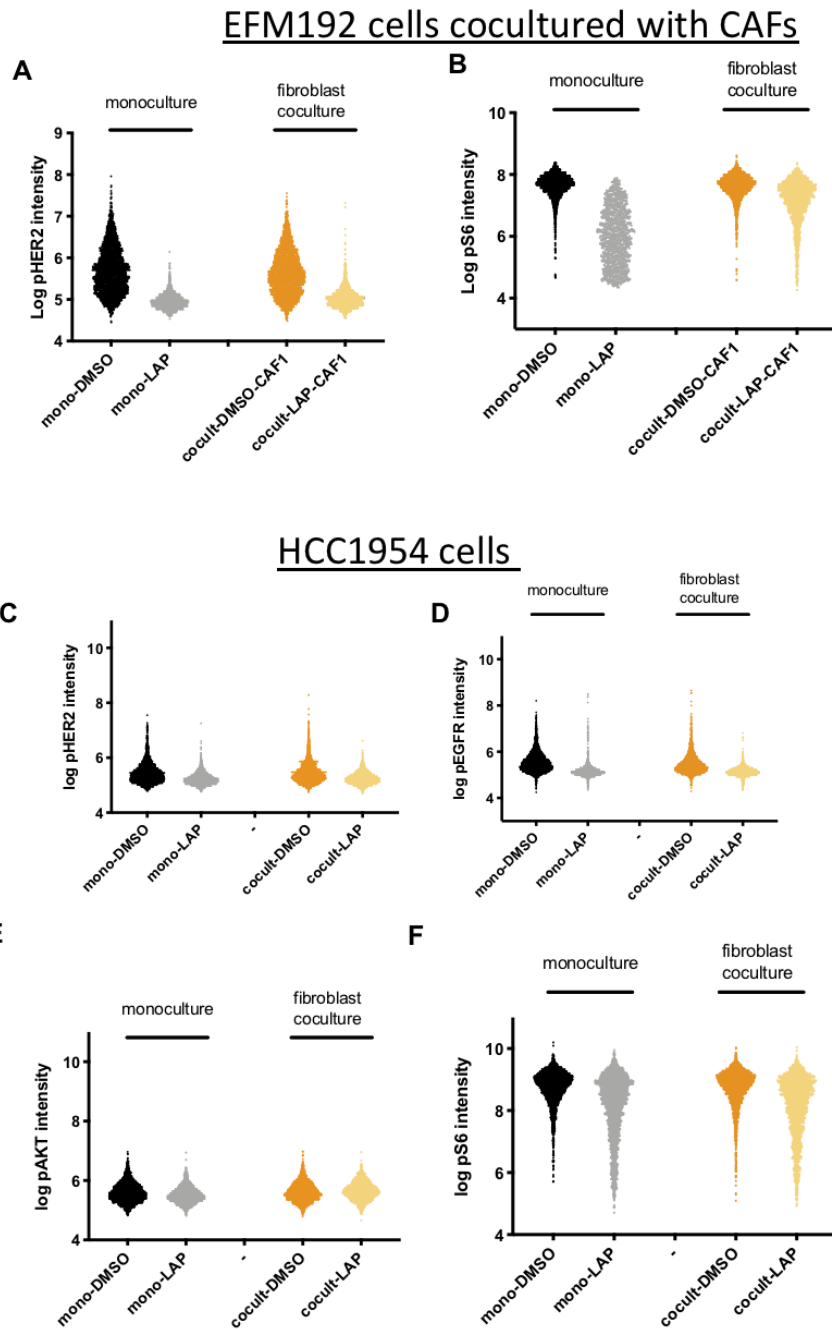 EFM192 cells cocultured with CAFs
A
monoculture
fibroblast
coculture
Log pHER2 intensity
9
8
7
6
5
4
mono-DMSO
mono-LAP
cocult-DMSO-CAF1
cocult-LAP-CAF1
B
monoculture
fibroblast
coculture
Log pS6 intensity
10
8
6
4
mono-DMSO
mono-LAP
cocult-DMSO-CAF1
cocult-LAP-CAF1
HCC1954 cells
C
log pHER2 intensity
10
8
6
4
mono-DMSO
mono-LAP
-
cocult-DMSO
cocult-LAP
D
monoculture
fibroblast
coculture
log pEGFR intensity
10
8
6
4
mono-DMSO
mono-LAP
-
cocult-DMSO
cocult-LAP
E
monoculture
fibroblast
coculture
log pAKT intensity
10
8
6
4
mono-DMSO
mono-LAP
-
cocult-DMSO
cocult-LAP
F
monoculture
fibroblast
coculture
log pS6 intensity
10
8
6
4
mono-DMSO
mono-LAP
-
cocult-DMSO
cocult-LAP